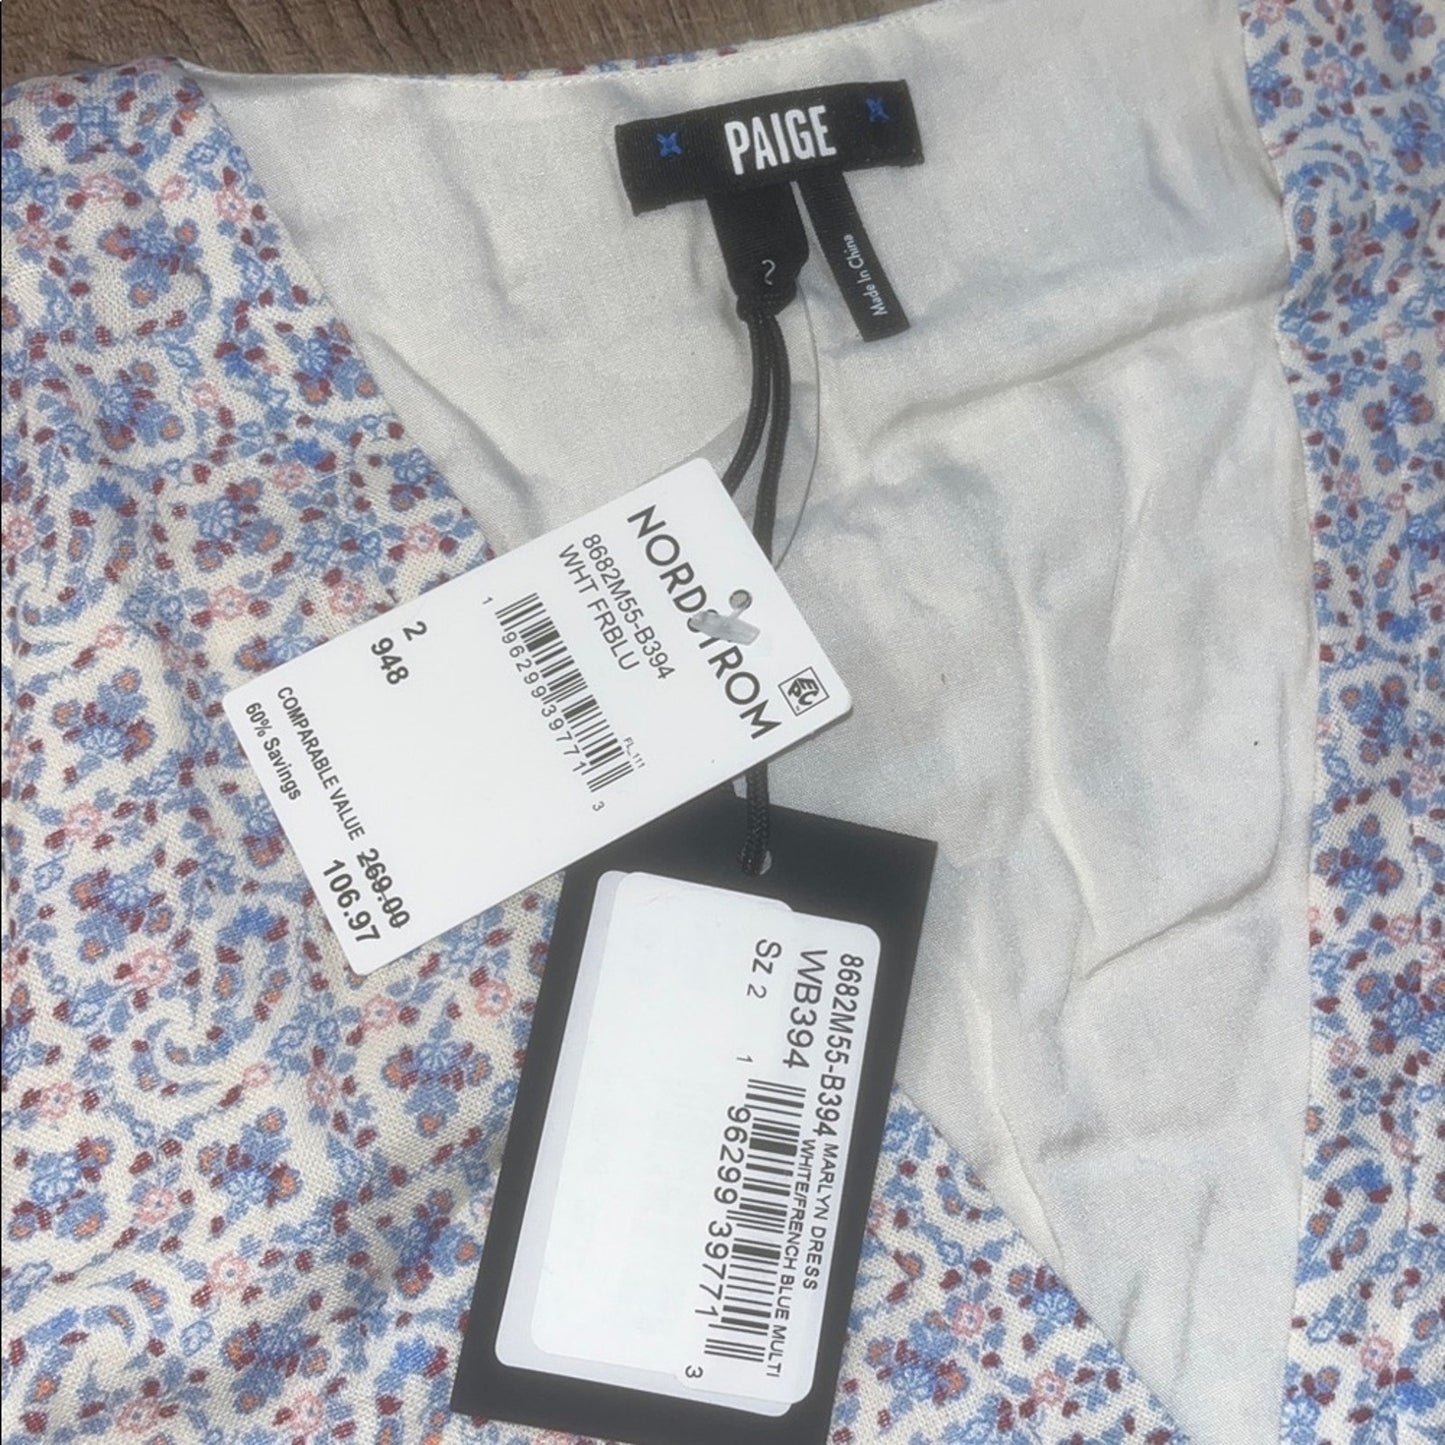 PAIGE
2
Made In China
NORDSTROM
8682M55-B394
WHT FRBLU
1 96299 39771 3
FL_111
2
948
COMPARABLE VALUE 269.00
60% Savings 106.97
8682M55-B394 MARLYN DRESS
WB394 WHITE/FRENCH BLUE MULTI
Sz 2
1 96299 39771 3